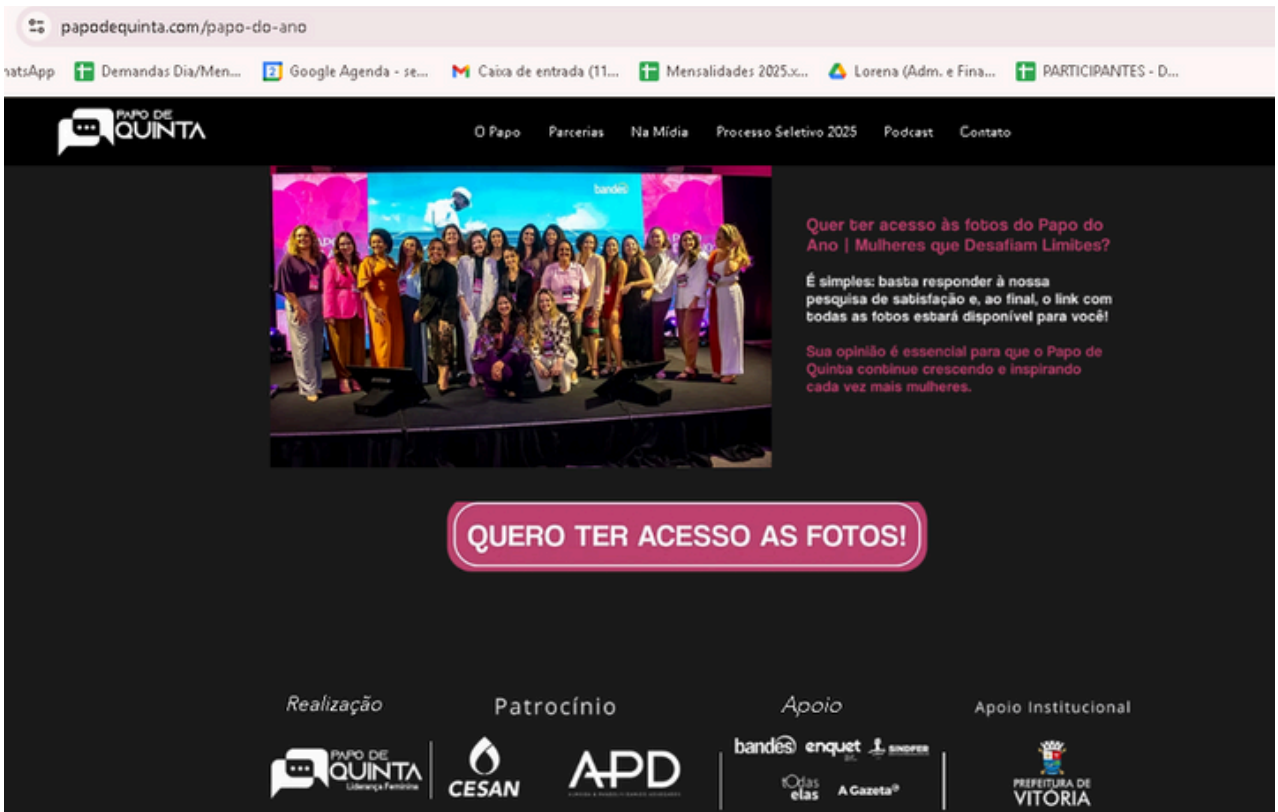 papodequinta.com/papo-do-ano
hatsApp Demandas Dia/Men... Google Agenda - se... Caixa de entrada (11... Mensalidades 2025.x... Lorena (Adm. e Fina... PARTICIPANTES - D...
PAPO DE
QUINTA
O Papo Parcerias Na Mídia Processo Seletivo 2025 Podcast Contato
bandes
Quer ter acesso às fotos do Papo do
Ano | Mulheres que Desafiam Limites?
É simples: basta responder à nossa
pesquisa de satisfação e, ao final, o link com
todas as fotos estará disponível para você!
Sua opinião é essencial para que o Papo de
Quinta continue crescendo e inspirando
cada vez mais mulheres.
QUERO TER ACESSO AS FOTOS!
Realização
Patrocínio
Apoio
Apoio Institucional
PAPO DE
QUINTA
Liderança Feminina
CESAN
APD
bandes enquet SINDFER
tOdas
elas
A Gazeta
PREFEITURA DE
VITÓRIA